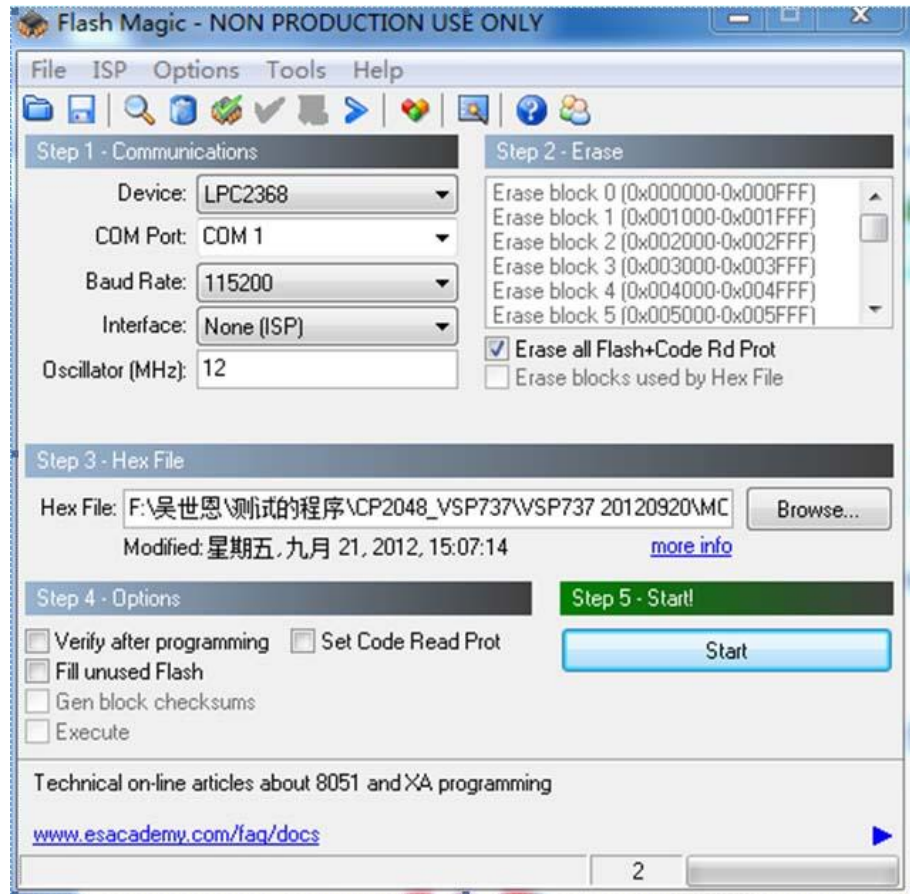 Flash Magic - NON PRODUCTION USE ONLY
File ISP Options Tools Help
Step 1 - Communications
Device: LPC2368
COM Port: COM 1
Baud Rate: 115200
Interface: None (ISP)
Oscillator (MHz): 12
Step 2 - Erase
Erase block 0 (0x000000-0x000FFF)
Erase block 1 (0x001000-0x001FFF)
Erase block 2 (0x002000-0x002FFF)
Erase block 3 (0x003000-0x003FFF)
Erase block 4 (0x004000-0x004FFF)
Erase block 5 (0x005000-0x005FFF)
Erase all Flash+Code Rd Prot
Erase blocks used by Hex File
Step 3 - Hex File
Hex File: F:\吴世恩\测试的程序\CP2048_VSP737\VSP737 20120920\MC Browse...
Modified: 星期五, 九月 21, 2012, 15:07:14 more info
Step 4 - Options
Verify after programming Set Code Read Prot
Fill unused Flash
Gen block checksums
Execute
Step 5 - Start!
Start
Technical on-line articles about 8051 and XA programming
www.esacademy.com/faq/docs
2